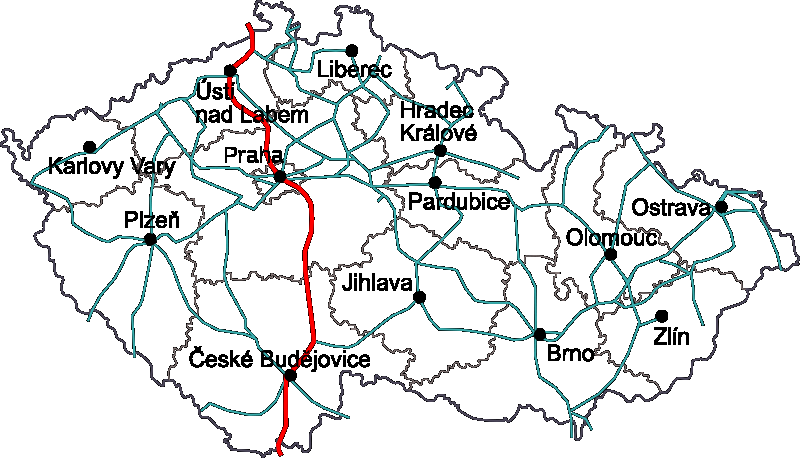 Liberec
Ústí
nad Labem
Hradec
Králové
Karlovy Vary
Praha
Pardubice
Plzeň
Ostrava
Olomouc
Jihlava
Zlín
Brno
České Budějovice